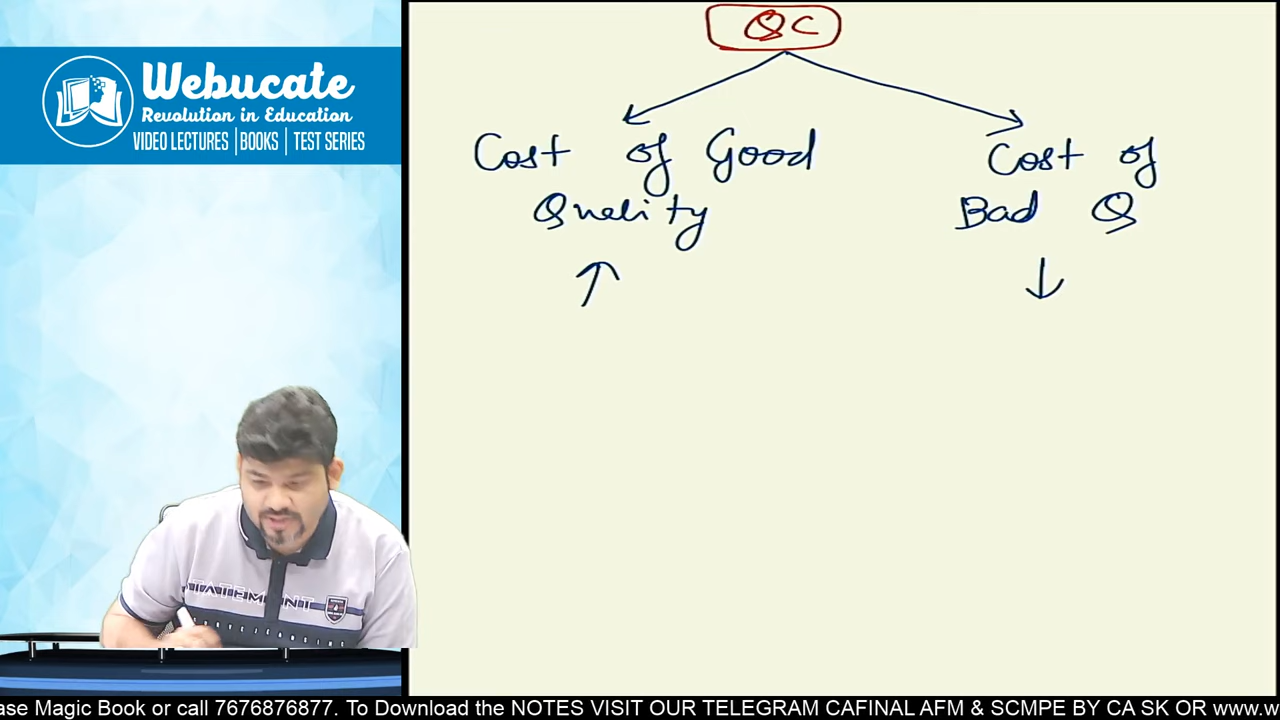 Webucate
Revolution in Education
VIDEO LECTURES | BOOKS | TEST SERIES
QC
Cost of Good
Quality
Cost of
Bad Q
STATEMENT
ase Magic Book or call 7676876877. To Download the NOTES VISIT OUR TELEGRAM CAFINAL AFM & SCMPE BY CA SK OR www.w